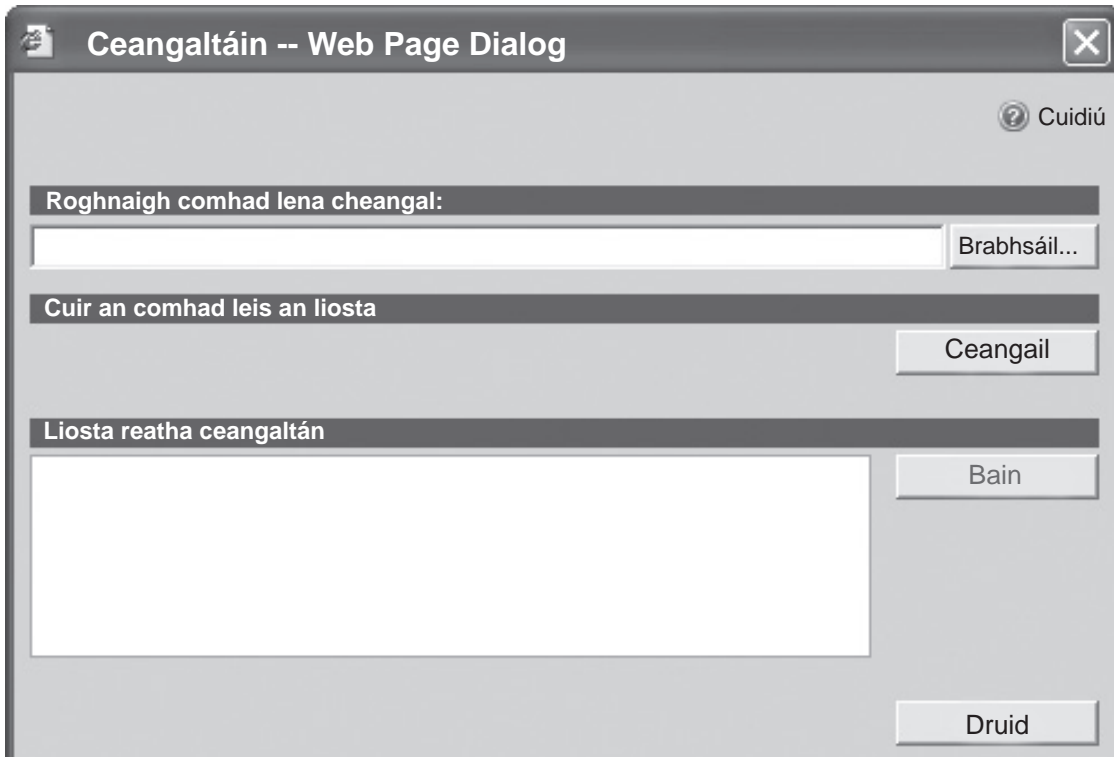 Ceangaltáin -- Web Page Dialog
Cuidiú
Roghnaigh comhad lena cheangal:
Brabhsáil...
Cuir an comhad leis an liosta
Ceangail
Liosta reatha ceangaltán
Bain
Druid